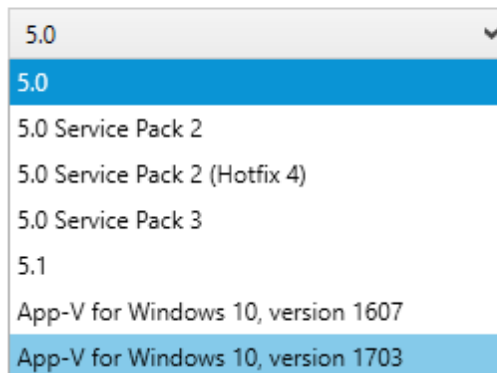 5.0
5.0
5.0 Service Pack 2
5.0 Service Pack 2 (Hotfix 4)
5.0 Service Pack 3
5.1
App-V for Windows 10, version 1607
App-V for Windows 10, version 1703